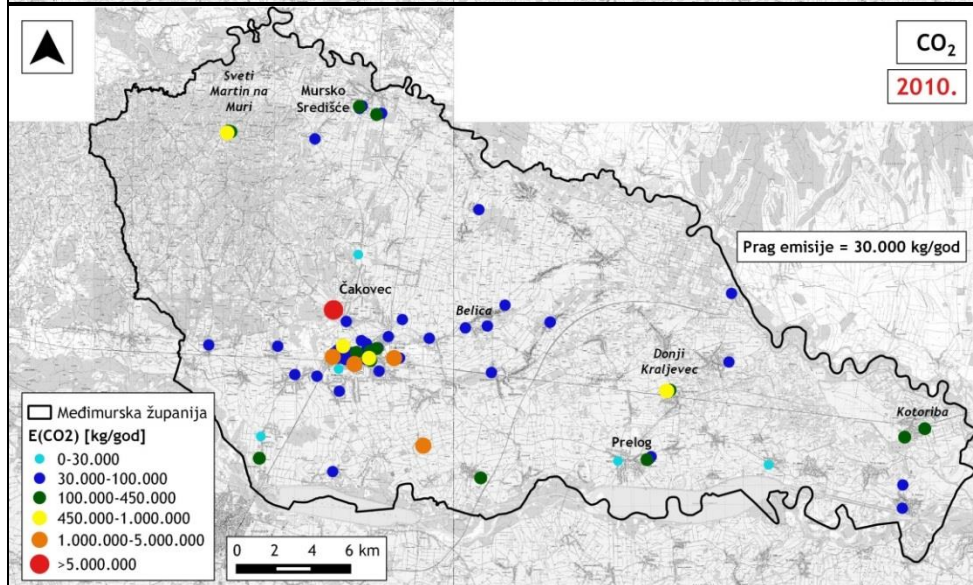 CO₂
2010.
Sveti
Martin na
Muri
Mursko
Središće
Prag emisije = 30.000 kg/god
Čakovec
Belica
Donji
Kraljevec
Kotoriba
Prelog
Međimurska županija
E(CO2) [kg/god]
0-30.000
30.000-100.000
100.000-450.000
450.000-1.000.000
1.000.000-5.000.000
>5.000.000
0 2 4 6 km